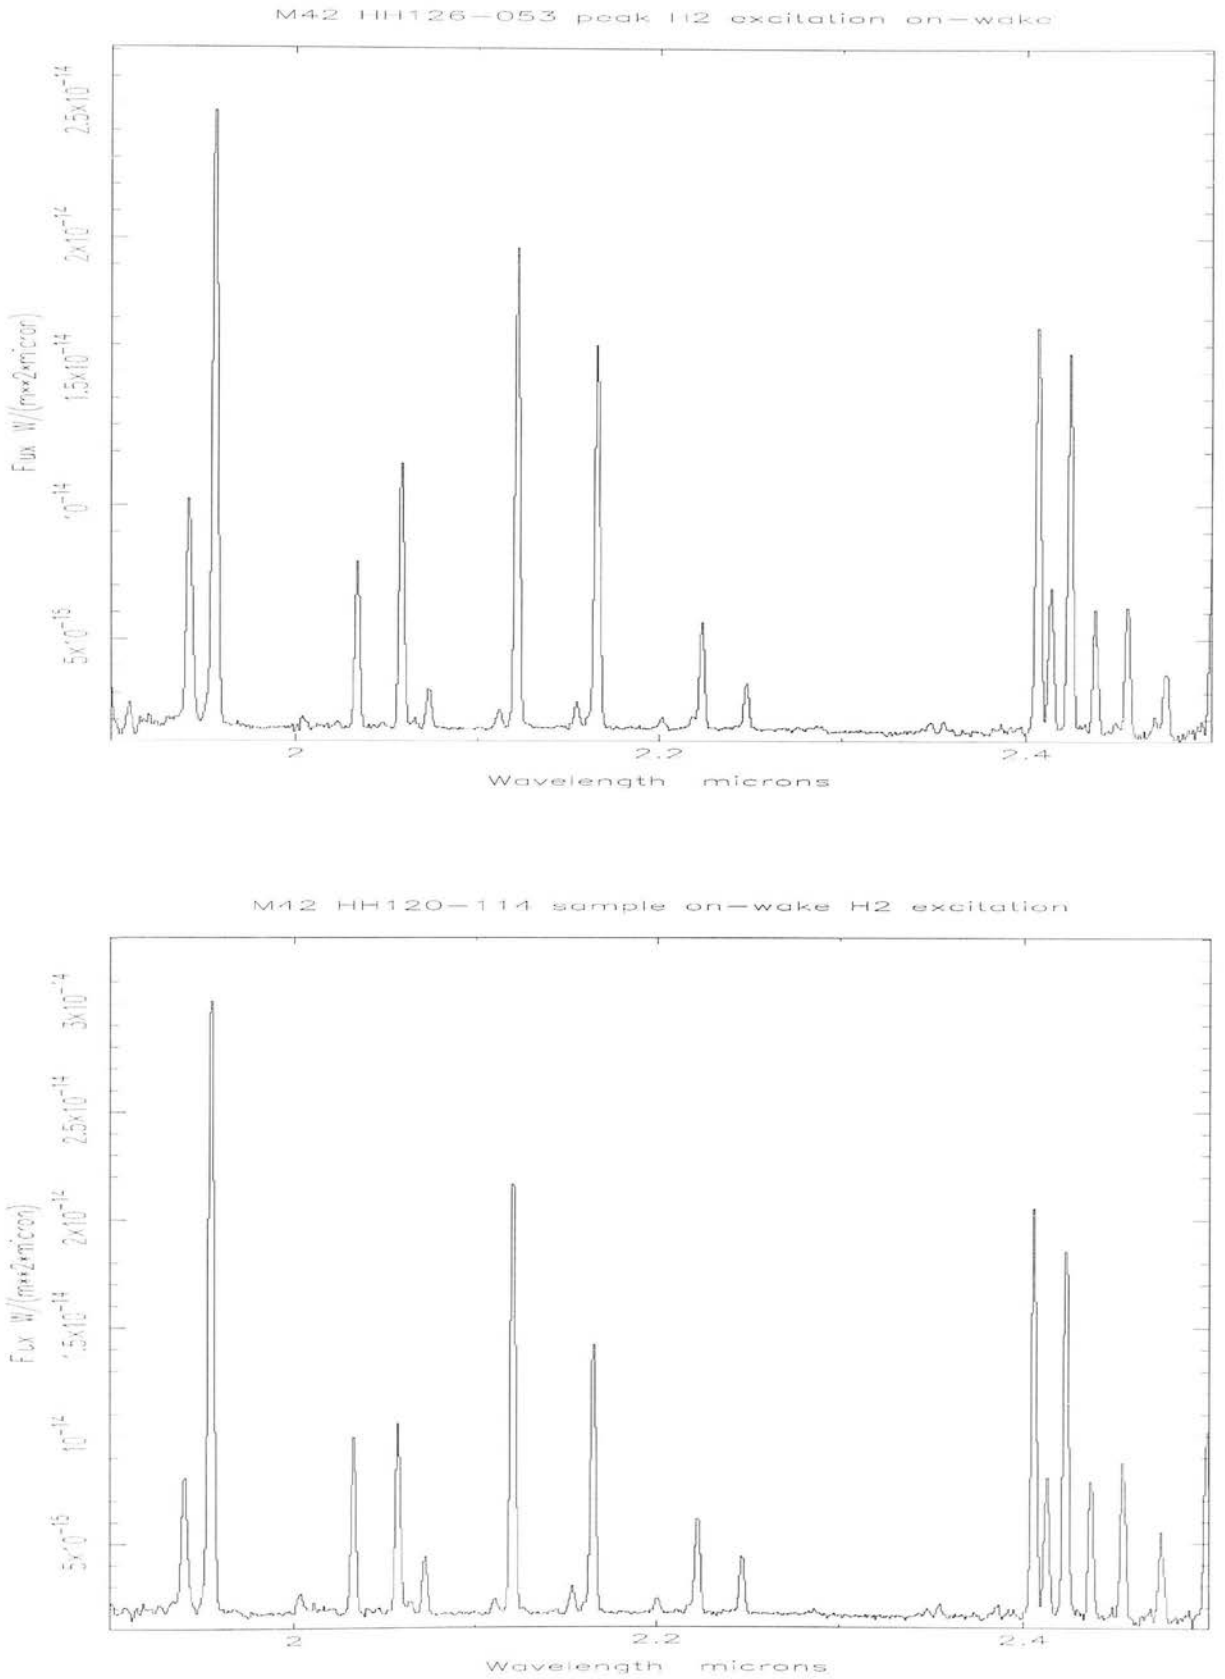 M42 HH126-053 peak H2 excitation on-wake
2.5x10^-14
2x10^-14
1.5x10^-14
10^-14
5x10^-15
Flux W/(m**2*micron)
2
2.2
2.4
Wavelength microns
M42 HH120-114 sample on-wake H2 excitation
3x10^-14
2.5x10^-14
2x10^-14
1.5x10^-14
10^-14
5x10^-15
Flux W/(m**2*micron)
2
2.2
2.4
Wavelength microns